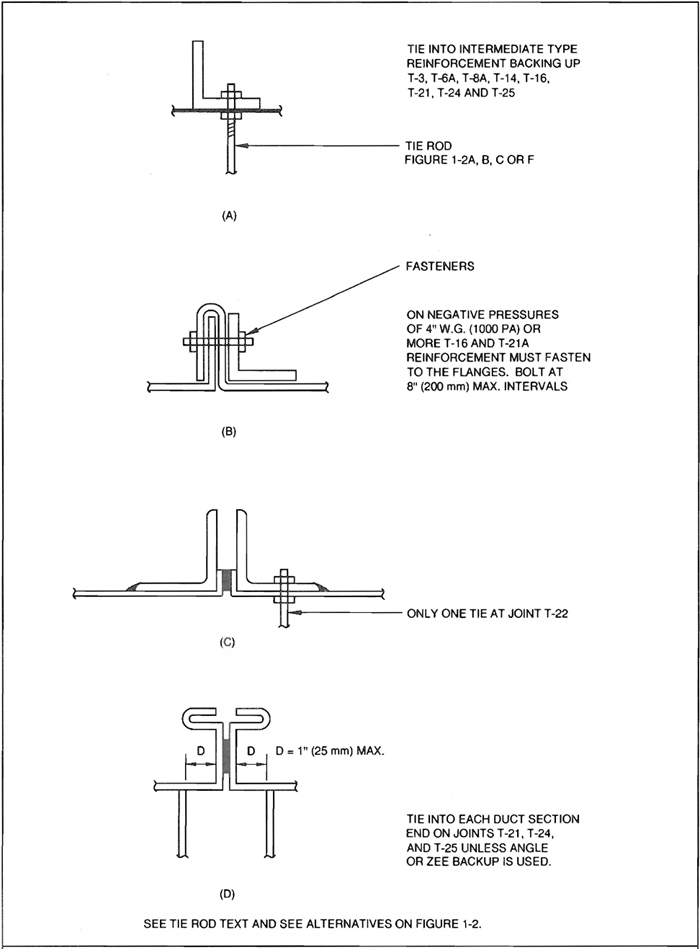 TIE INTO INTERMEDIATE TYPE
REINFORCEMENT BACKING UP
T-3, T-6A, T-8A, T-14, T-16,
T-21, T-24 AND T-25
TIE ROD
FIGURE 1-2A, B, C OR F
(A)
FASTENERS
ON NEGATIVE PRESSURES
OF 4" W.G. (1000 PA) OR
MORE T-16 AND T-21A
REINFORCEMENT MUST FASTEN
TO THE FLANGES. BOLT AT
8" (200 mm) MAX. INTERVALS
(B)
ONLY ONE TIE AT JOINT T-22
(C)
D D D = 1" (25 mm) MAX.
TIE INTO EACH DUCT SECTION
END ON JOINTS T-21, T-24,
AND T-25 UNLESS ANGLE
OR ZEE BACKUP IS USED.
(D)
SEE TIE ROD TEXT AND SEE ALTERNATIVES ON FIGURE 1-2.